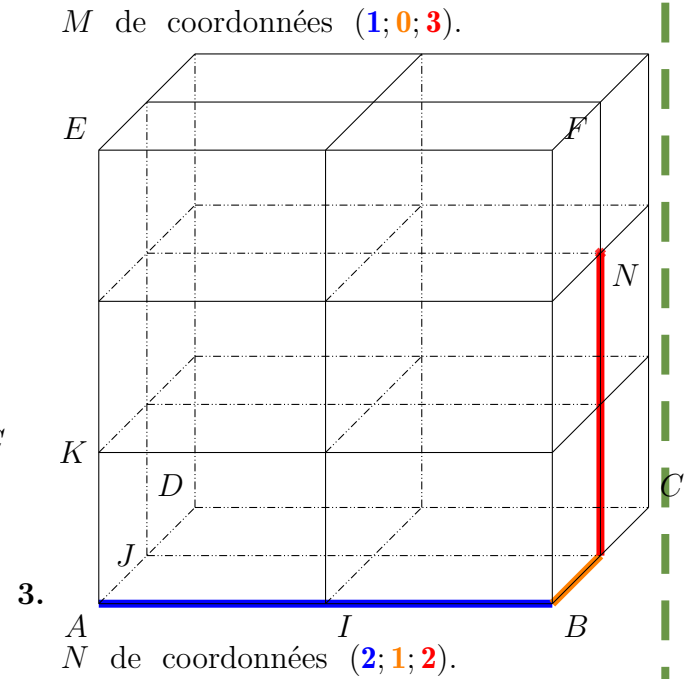 M de coordonnées (1; 0; 3).
E F
N
K
D C
J
3.
A I B
N de coordonnées (2; 1; 2).